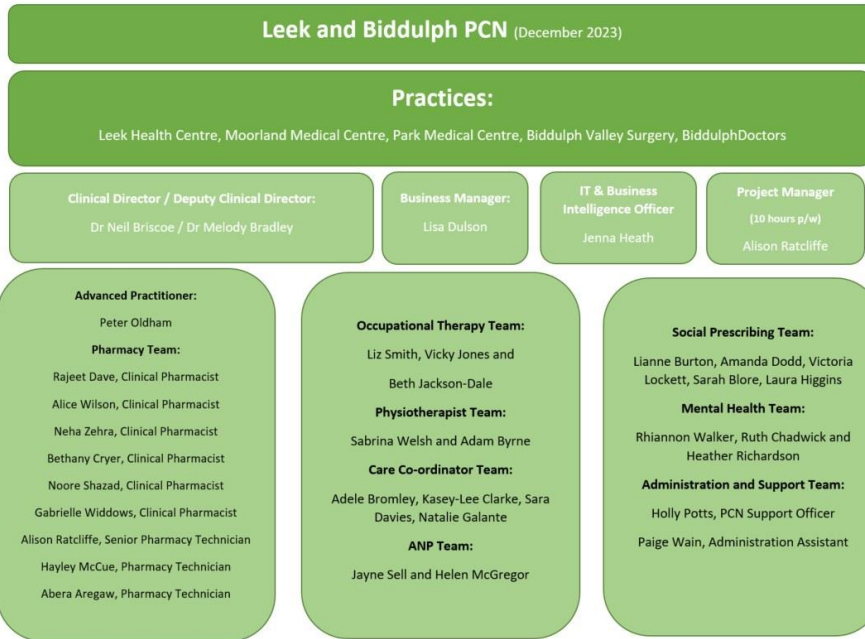 Leek and Biddulph PCN (December 2023)
Practices:
Leek Health Centre, Moorland Medical Centre, Park Medical Centre, Biddulph Valley Surgery, BiddulphDoctors
Clinical Director / Deputy Clinical Director:
Dr Neil Briscoe / Dr Melody Bradley
Business Manager:
Lisa Dulson
IT & Business
Intelligence Officer
Jenna Heath
Project Manager
(10 hours p/w)
Alison Ratcliffe
Advanced Practitioner:
Peter Oldham
Pharmacy Team:
Rajeet Dave, Clinical Pharmacist
Alice Wilson, Clinical Pharmacist
Neha Zehra, Clinical Pharmacist
Bethany Cryer, Clinical Pharmacist
Noore Shazad, Clinical Pharmacist
Gabrielle Widdows, Clinical Pharmacist
Alison Ratcliffe, Senior Pharmacy Technician
Hayley McCue, Pharmacy Technician
Abera Aregaw, Pharmacy Technician
Occupational Therapy Team:
Liz Smith, Vicky Jones and
Beth Jackson-Dale
Physiotherapist Team:
Sabrina Welsh and Adam Byrne
Care Co-ordinator Team:
Adele Bromley, Kasey-Lee Clarke, Sara
Davies, Natalie Galante
ANP Team:
Jayne Sell and Helen McGregor
Social Prescribing Team:
Lianne Burton, Amanda Dodd, Victoria
Lockett, Sarah Blore, Laura Higgins
Mental Health Team:
Rhiannon Walker, Ruth Chadwick and
Heather Richardson
Administration and Support Team:
Holly Potts, PCN Support Officer
Paige Wain, Administration Assistant